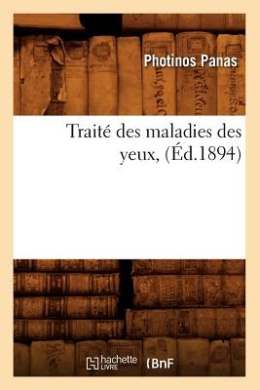 Photinos Panas
Traité des maladies des
yeux, (Éd.1894)
hachette
LIVRE
(BnF